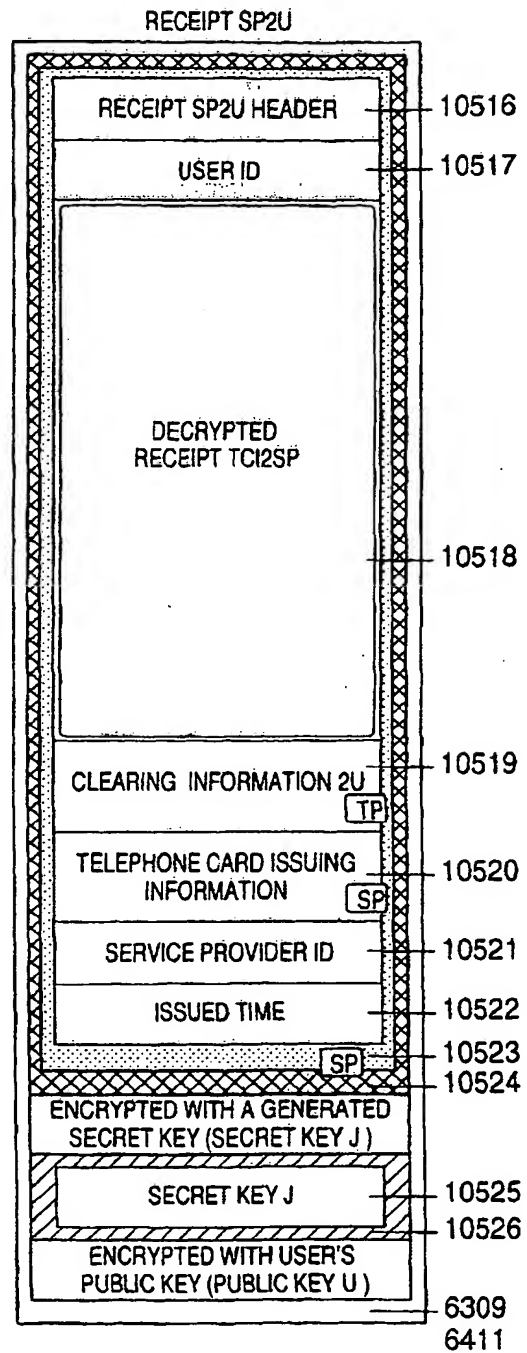 RECEIPT SP2U
RECEIPT SP2U HEADER
10516
USER ID
10517
DECRYPTED
RECEIPT TCI2SP
10518
CLEARING INFORMATION 2U
TP
10519
TELEPHONE CARD ISSUING
INFORMATION
SP
10520
SERVICE PROVIDER ID
10521
ISSUED TIME
10522
SP
10523
10524
ENCRYPTED WITH A GENERATED
SECRET KEY (SECRET KEY J )
SECRET KEY J
10525
10526
ENCRYPTED WITH USER'S
PUBLIC KEY (PUBLIC KEY U )
6309
6411